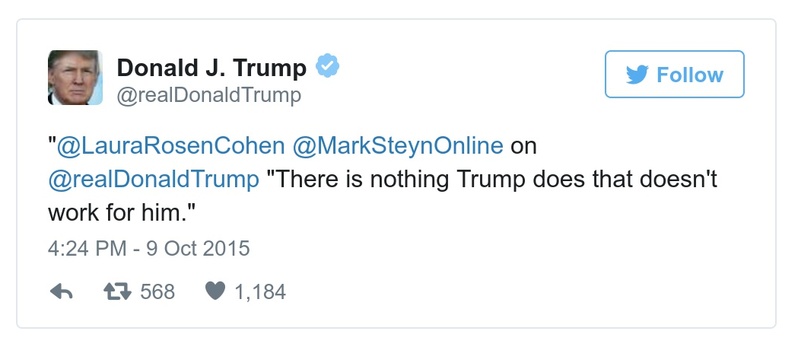 Donald J. Trump
@realDonaldTrump
Follow
"@LauraRosenCohen @MarkSteynOnline on
@realDonaldTrump "There is nothing Trump does that doesn't
work for him."
4:24 PM - 9 Oct 2015
568 1,184